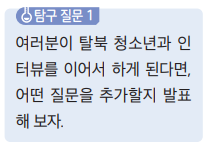 탐구 질문 1
여러분이 탈북 청소년과 인
터뷰를 이어서 하게 된다면,
어떤 질문을 추가할지 발표
해 보자.